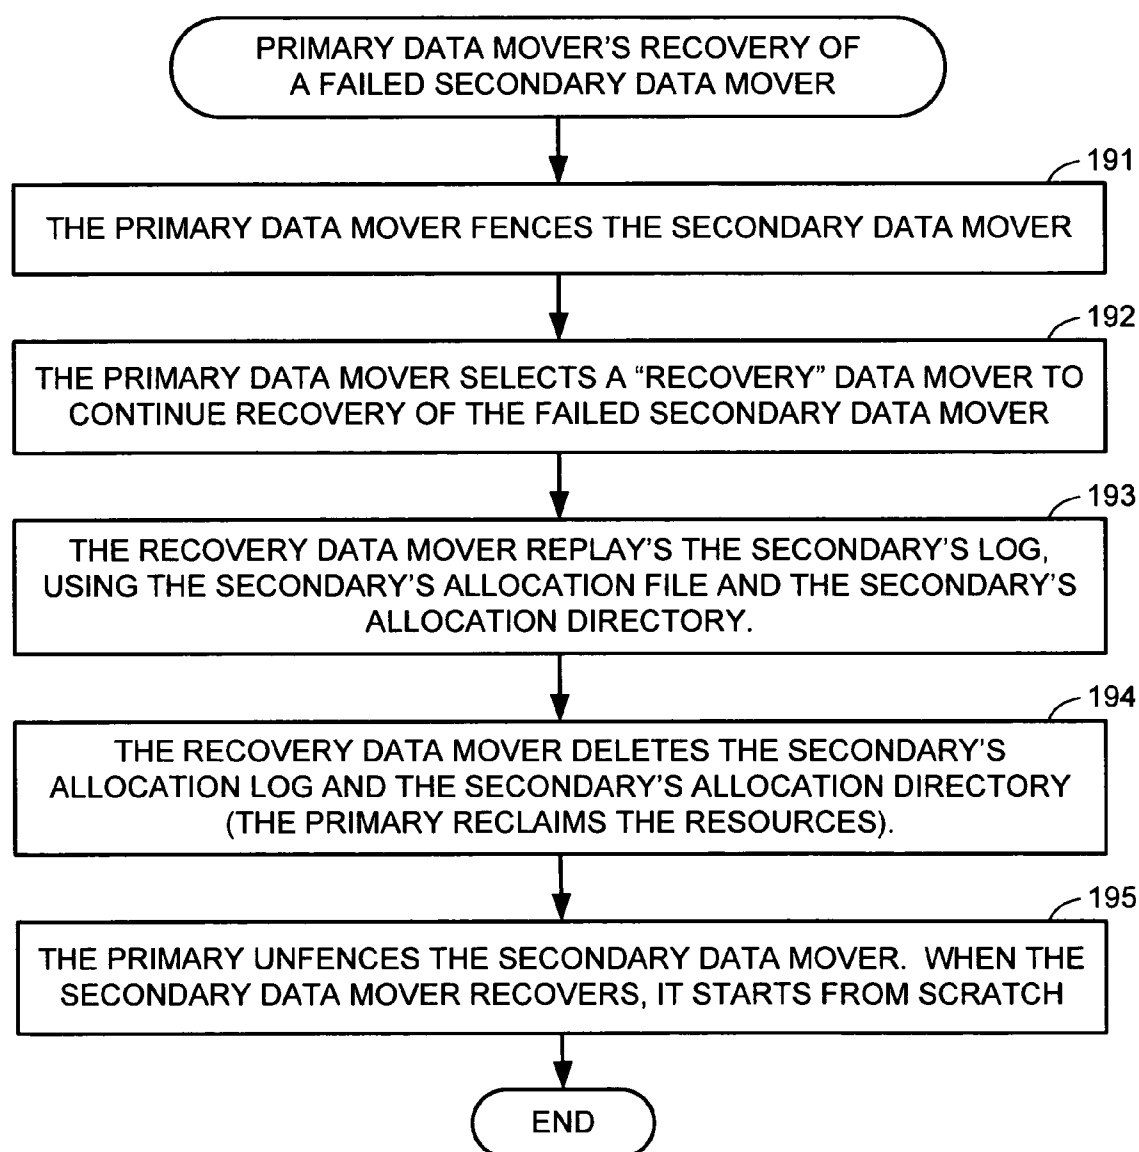 PRIMARY DATA MOVER'S RECOVERY OF
A FAILED SECONDARY DATA MOVER
191
THE PRIMARY DATA MOVER FENCES THE SECONDARY DATA MOVER
192
THE PRIMARY DATA MOVER SELECTS A “RECOVERY” DATA MOVER TO
CONTINUE RECOVERY OF THE FAILED SECONDARY DATA MOVER
193
THE RECOVERY DATA MOVER REPLAY'S THE SECONDARY'S LOG,
USING THE SECONDARY'S ALLOCATION FILE AND THE SECONDARY'S
ALLOCATION DIRECTORY.
194
THE RECOVERY DATA MOVER DELETES THE SECONDARY'S
ALLOCATION LOG AND THE SECONDARY'S ALLOCATION DIRECTORY
(THE PRIMARY RECLAIMS THE RESOURCES).
195
THE PRIMARY UNFENCES THE SECONDARY DATA MOVER. WHEN THE
SECONDARY DATA MOVER RECOVERS, IT STARTS FROM SCRATCH
END